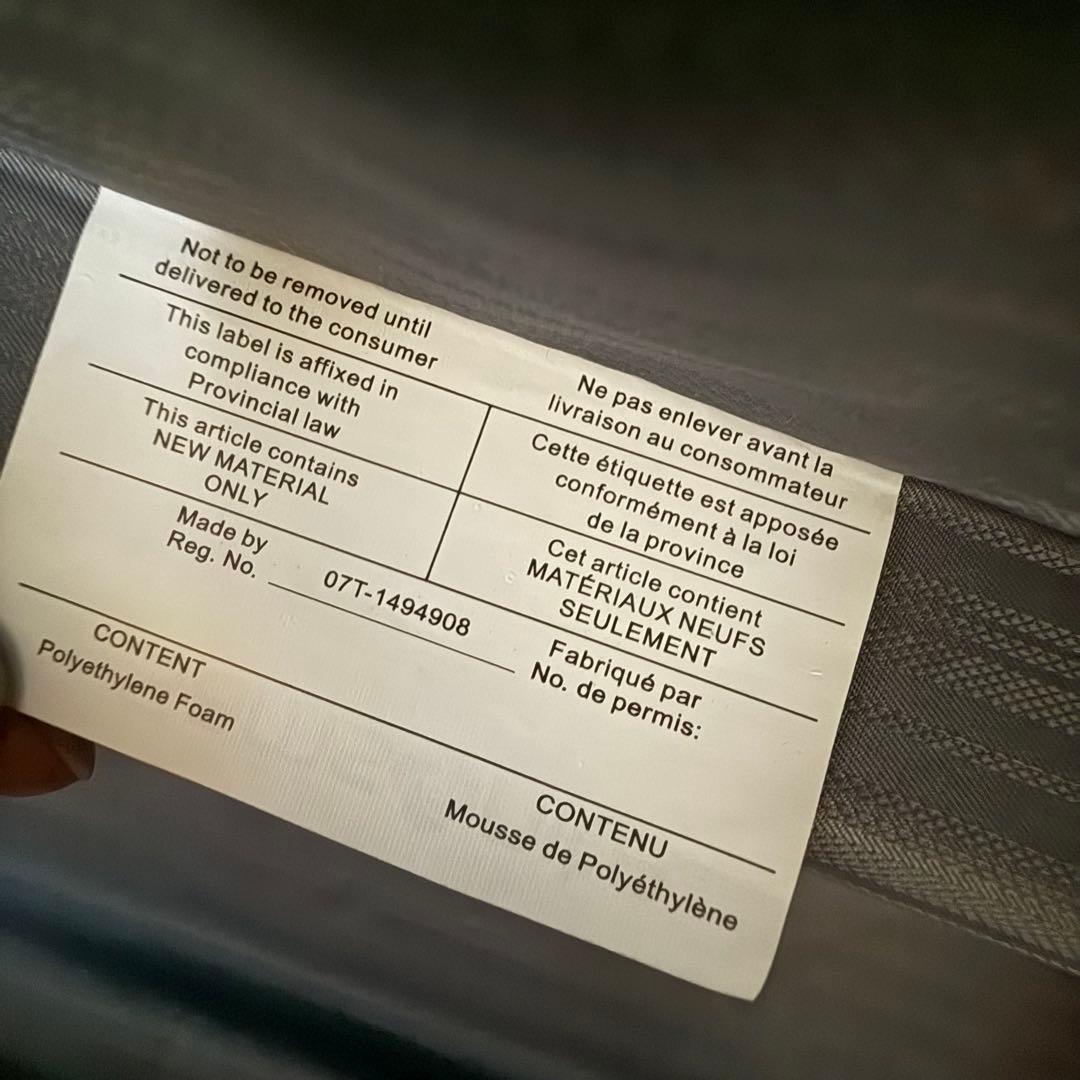 Not to be removed until
delivered to the consumer
Ne pas enlever avant la
livraison au consommateur
This label is affixed in
compliance with
Provincial law
Cette étiquette est apposée
conformément à la loi
de la province
This article contains
NEW MATERIAL
ONLY
Cet article contient
MATÉRIAUX NEUFS
SEULEMENT
Made by
Reg. No.
07T-1494908
Fabriqué par
No. de permis:
CONTENT
Polyethylene Foam
CONTENU
Mousse de Polyéthylène